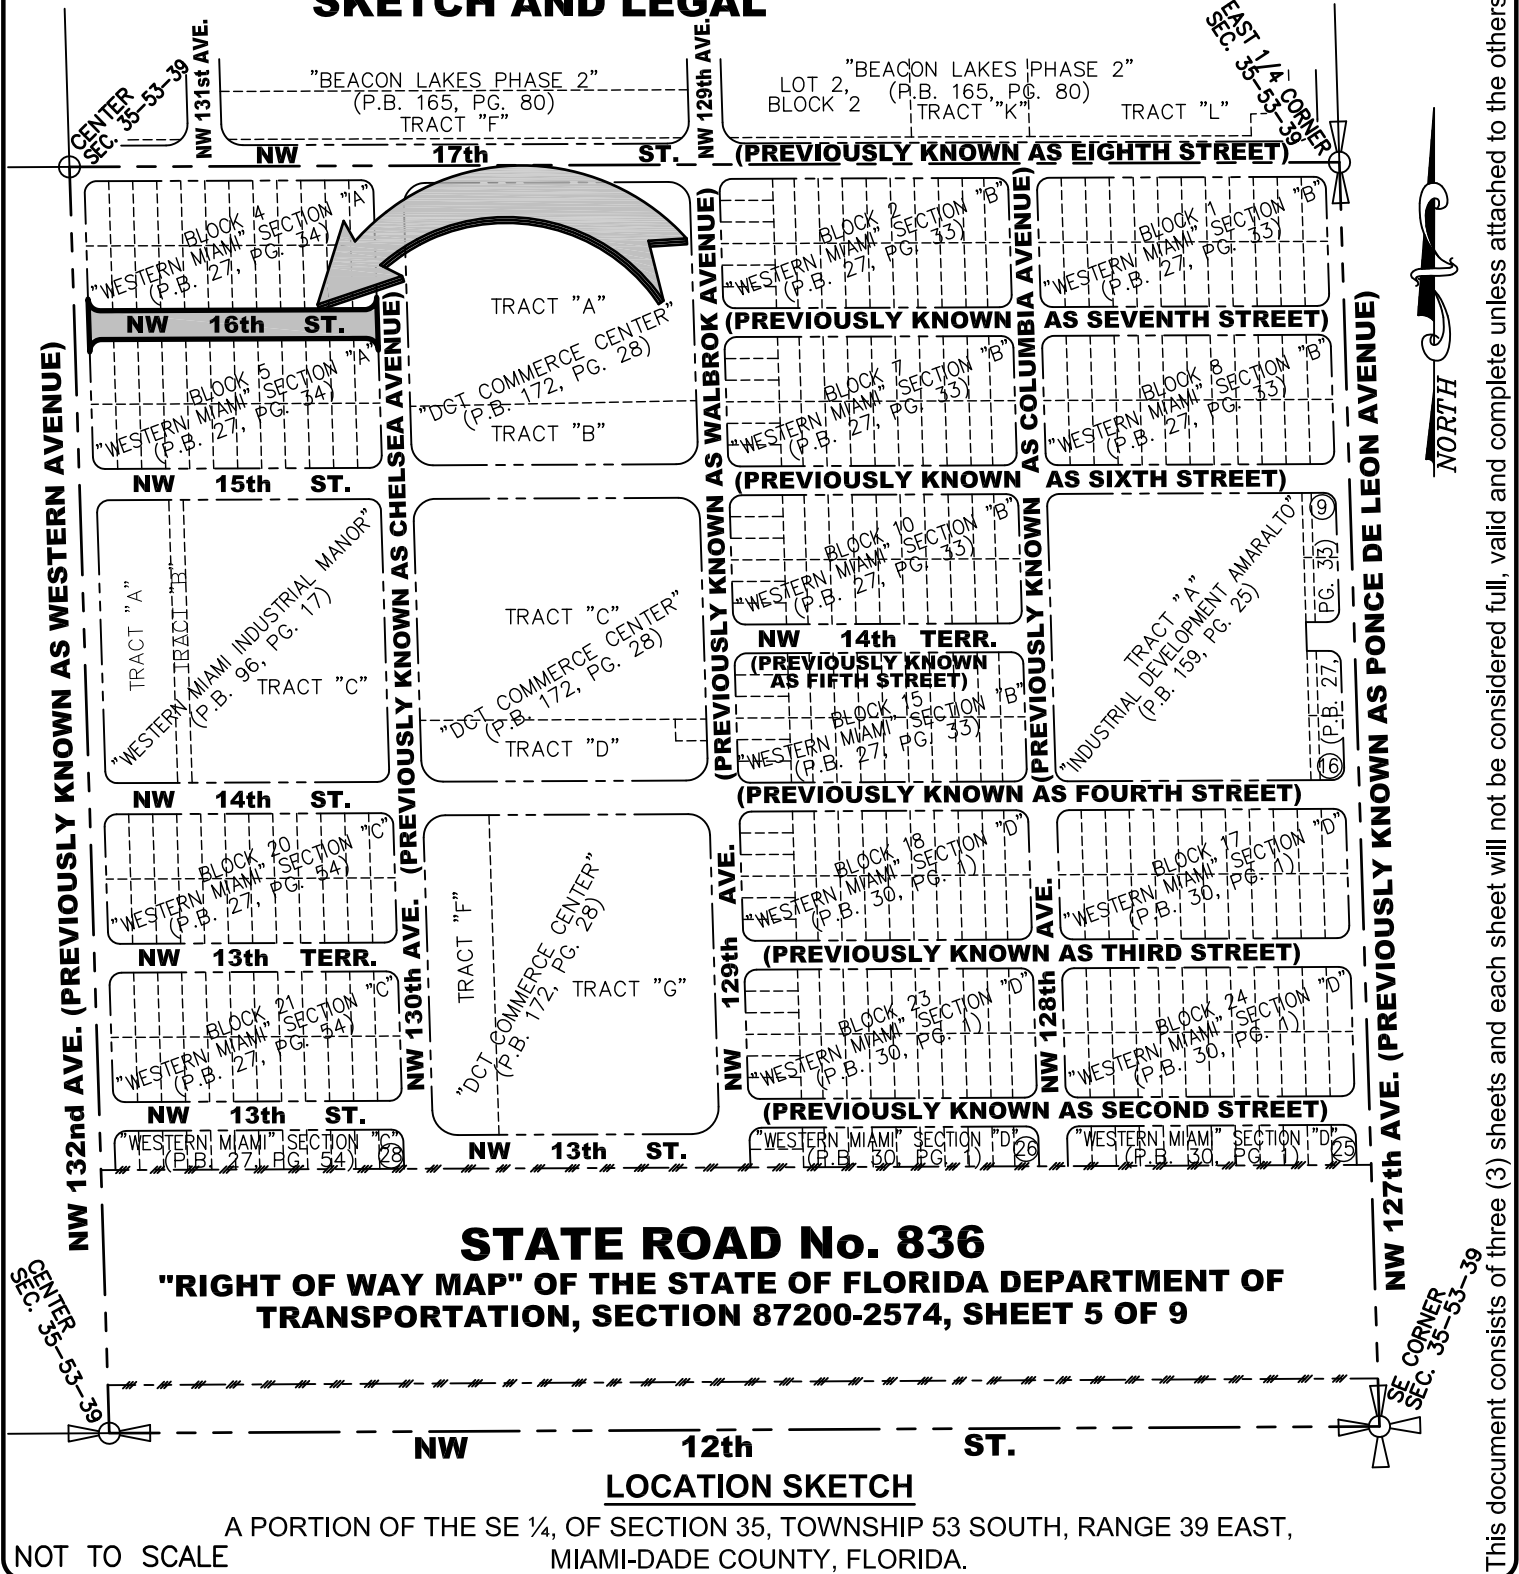 SKETCH AND LEGAL
NW 131st AVE.
NW 129th AVE.
CENTER
SEC. 35-53-39
EAST 1/4 CORNER
SEC. 35-53-39
"BEACON LAKES PHASE 2"
(P.B. 165, PG. 80)
TRACT "F"
LOT 2,
BLOCK 2
"BEACON LAKES PHASE 2"
(P.B. 165, PG. 80)
TRACT "K"
TRACT "L"
NW 17th ST. (PREVIOUSLY KNOWN AS EIGHTH STREET)
BLOCK 4
"WESTERN MIAMI" SECTION "A"
(P.B. 27, PG. 34)
TRACT "A"
"DCT COMMERCE CENTER"
(P.B. 172, PG. 28)
TRACT "B"
BLOCK 2
"WESTERN MIAMI" SECTION "B"
(P.B. 27, PG. 33)
BLOCK 1
"WESTERN MIAMI" SECTION "B"
(P.B. 27, PG. 33)
NW 16th ST.
(PREVIOUSLY KNOWN AS SEVENTH STREET)
BLOCK 5
"WESTERN MIAMI" SECTION "A"
(P.B. 27, PG. 34)
BLOCK 7
"WESTERN MIAMI" SECTION "B"
(P.B. 27, PG. 33)
BLOCK 8
"WESTERN MIAMI" SECTION "B"
(P.B. 27, PG. 33)
NW 15th ST.
(PREVIOUSLY KNOWN AS SIXTH STREET)
TRACT "A"
TRACT "B"
"WESTERN MIAMI INDUSTRIAL MANOR"
(P.B. 96, PG. 17)
TRACT "C"
TRACT "C"
"DCT COMMERCE CENTER"
(P.B. 172, PG. 28)
TRACT "D"
BLOCK 10
"WESTERN MIAMI" SECTION "B"
(P.B. 27, PG. 33)
NW 14th TERR.
(PREVIOUSLY KNOWN
AS FIFTH STREET)
BLOCK 15
"WESTERN MIAMI" SECTION "B"
(P.B. 27, PG. 33)
TRACT "A"
"INDUSTRIAL DEVELOPMENT AMARALTO"
(P.B. 159, PG. 25)
9
(P.B. 27, PG. 33)
16
NW 14th ST.
(PREVIOUSLY KNOWN AS FOURTH STREET)
BLOCK 20
"WESTERN MIAMI" SECTION "C"
(P.B. 27, PG. 54)
TRACT "F"
"DCT COMMERCE CENTER"
(P.B. 172, PG. 28)
TRACT "G"
BLOCK 18
"WESTERN MIAMI" SECTION "D"
(P.B. 30, PG. 1)
BLOCK 17
"WESTERN MIAMI" SECTION "D"
(P.B. 30, PG. 1)
NW 13th TERR.
(PREVIOUSLY KNOWN AS THIRD STREET)
BLOCK 21
"WESTERN MIAMI" SECTION "C"
(P.B. 27, PG. 54)
BLOCK 23
"WESTERN MIAMI" SECTION "D"
(P.B. 30, PG. 1)
BLOCK 24
"WESTERN MIAMI" SECTION "D"
(P.B. 30, PG. 1)
NW 13th ST.
(PREVIOUSLY KNOWN AS SECOND STREET)
"WESTERN MIAMI" SECTION "C"
(P.B. 27, PG. 54)
28
NW 13th ST.
"WESTERN MIAMI" SECTION "D"
(P.B. 30, PG. 1)
26
"WESTERN MIAMI" SECTION "D"
(P.B. 30, PG. 1)
25
NW 132nd AVE. (PREVIOUSLY KNOWN AS WESTERN AVENUE)
NW 130th AVE. (PREVIOUSLY KNOWN AS CHELSEA AVENUE)
NW 129th AVE. (PREVIOUSLY KNOWN AS WALBROK AVENUE)
NW 128th AVE. (PREVIOUSLY KNOWN AS COLUMBIA AVENUE)
NW 127th AVE. (PREVIOUSLY KNOWN AS PONCE DE LEON AVENUE)
NORTH
STATE ROAD No. 836
"RIGHT OF WAY MAP" OF THE STATE OF FLORIDA DEPARTMENT OF
TRANSPORTATION, SECTION 87200-2574, SHEET 5 OF 9
CENTER
SEC. 35-53-39
SE CORNER
SEC. 35-53-39
NW 12th ST.
LOCATION SKETCH
A PORTION OF THE SE ¼, OF SECTION 35, TOWNSHIP 53 SOUTH, RANGE 39 EAST,
MIAMI-DADE COUNTY, FLORIDA.
NOT TO SCALE
This document consists of three (3) sheets and each sheet will not be considered full, valid and complete unless attached to the others